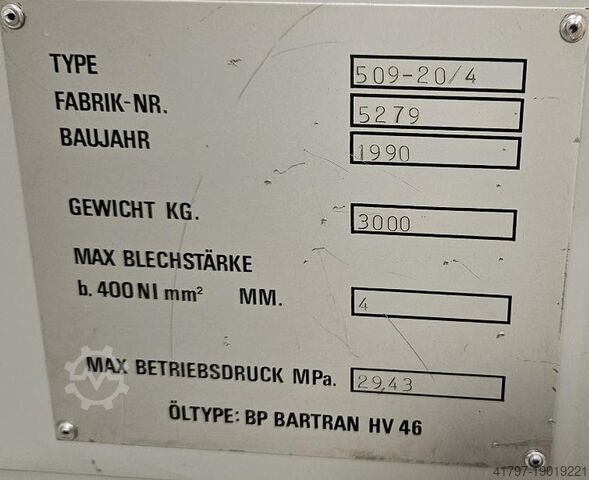 TYPE 509-20/4
FABRIK-NR. 5279
BAUJAHR 1990
GEWICHT KG. 3000
MAX BLECHSTÄRKE
b. 400 NI mm² MM. 4
MAX BETRIEBSDRUCK MPa. 29,43
ÖLTYPE: BP BARTRAN HV 46
41797-19019221